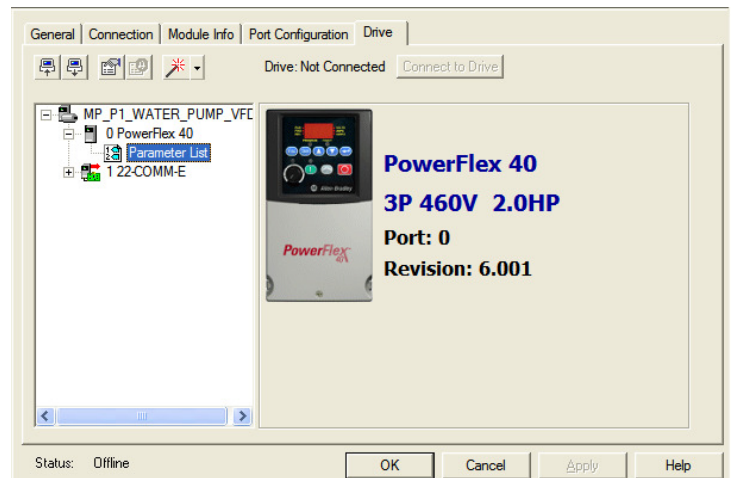 General Connection Module Info Port Configuration Drive
Drive: Not Connected Connect to Drive
MP_P1_WATER_PUMP_VFD
0 PowerFlex 40
Parameter List
1 22-COMM-E
Allen Bradley
PowerFlex
PowerFlex 40
3P 460V 2.0HP
Port: 0
Revision: 6.001
Status: Offline
OK Cancel Apply Help